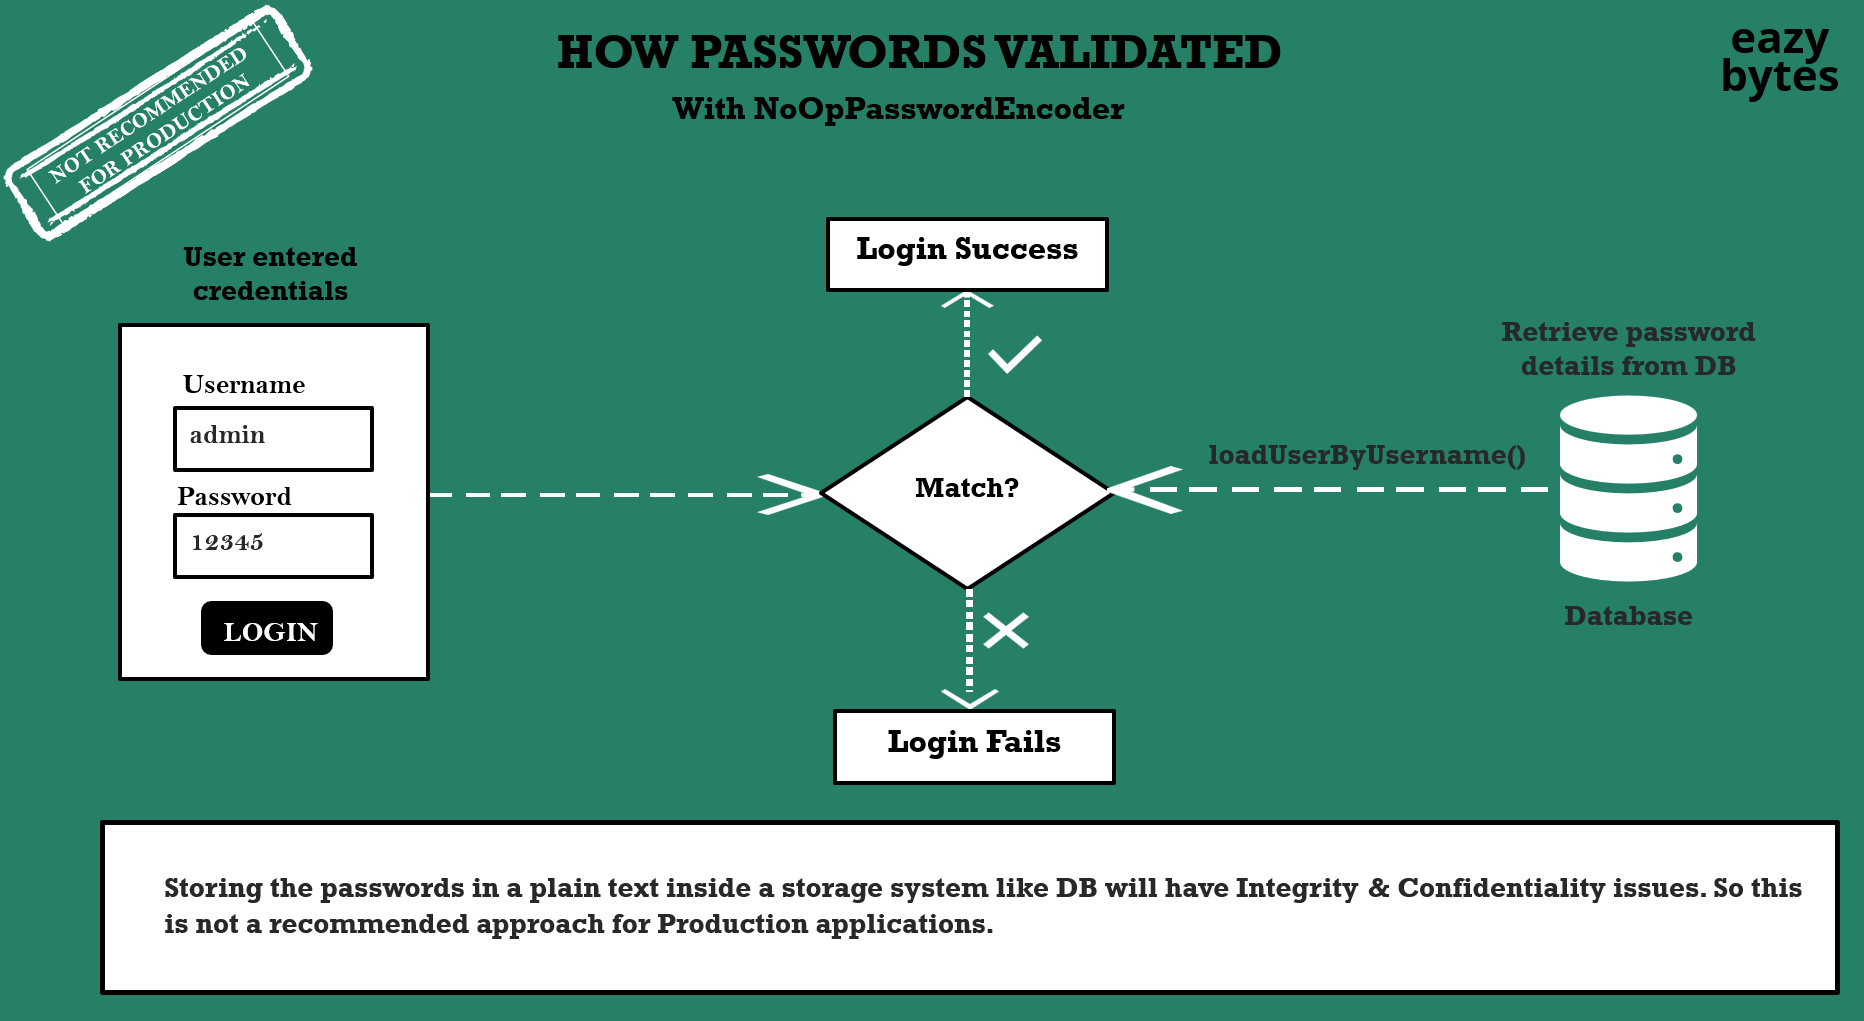 NOT RECOMMENDED
FOR PRODUCTION
HOW PASSWORDS VALIDATED
With NoOpPasswordEncoder
eazy
bytes
User entered
credentials
Username
admin
Password
12345
LOGIN
Login Success
Match?
Login Fails
loadUserByUsername()
Retrieve password
details from DB
Database
Storing the passwords in a plain text inside a storage system like DB will have Integrity & Confidentiality issues. So this
is not a recommended approach for Production applications.